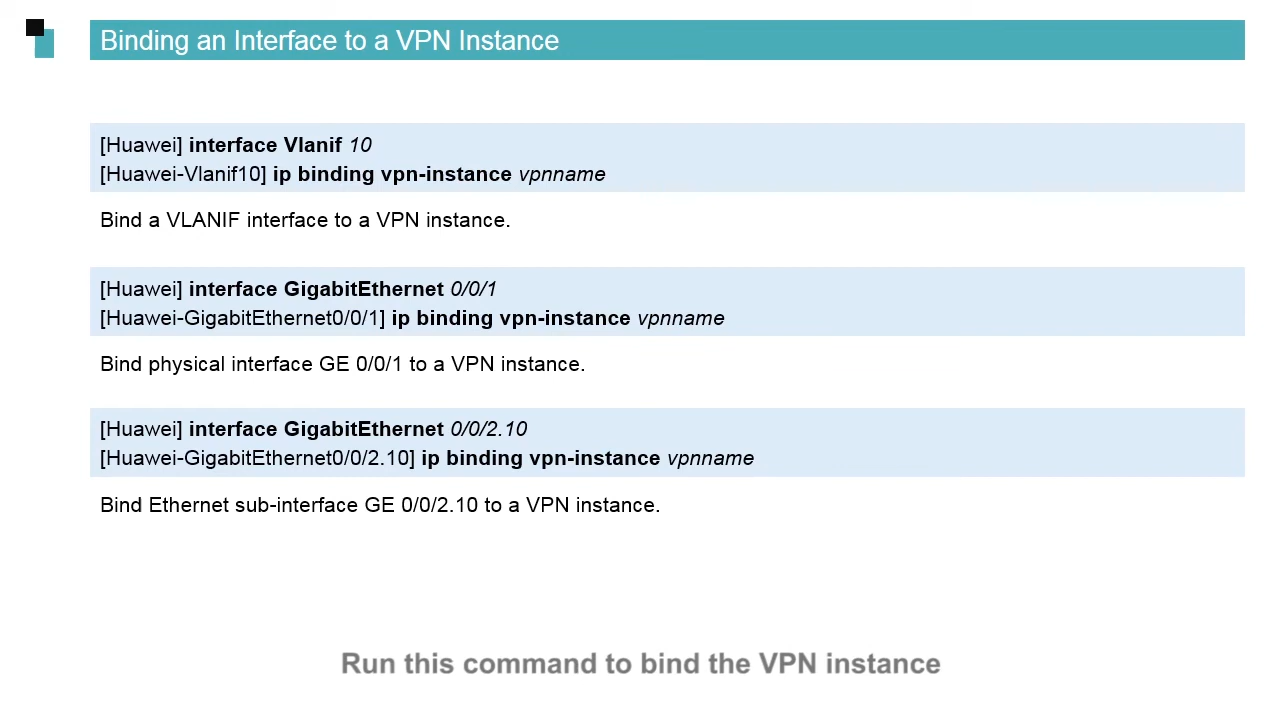 Binding an Interface to a VPN Instance
[Huawei] interface Vlanif 10
[Huawei-Vlanif10] ip binding vpn-instance vpnname
Bind a VLANIF interface to a VPN instance.
[Huawei] interface GigabitEthernet 0/0/1
[Huawei-GigabitEthernet0/0/1] ip binding vpn-instance vpnname
Bind physical interface GE 0/0/1 to a VPN instance.
[Huawei] interface GigabitEthernet 0/0/2.10
[Huawei-GigabitEthernet0/0/2.10] ip binding vpn-instance vpnname
Bind Ethernet sub-interface GE 0/0/2.10 to a VPN instance.
Run this command to bind the VPN instance